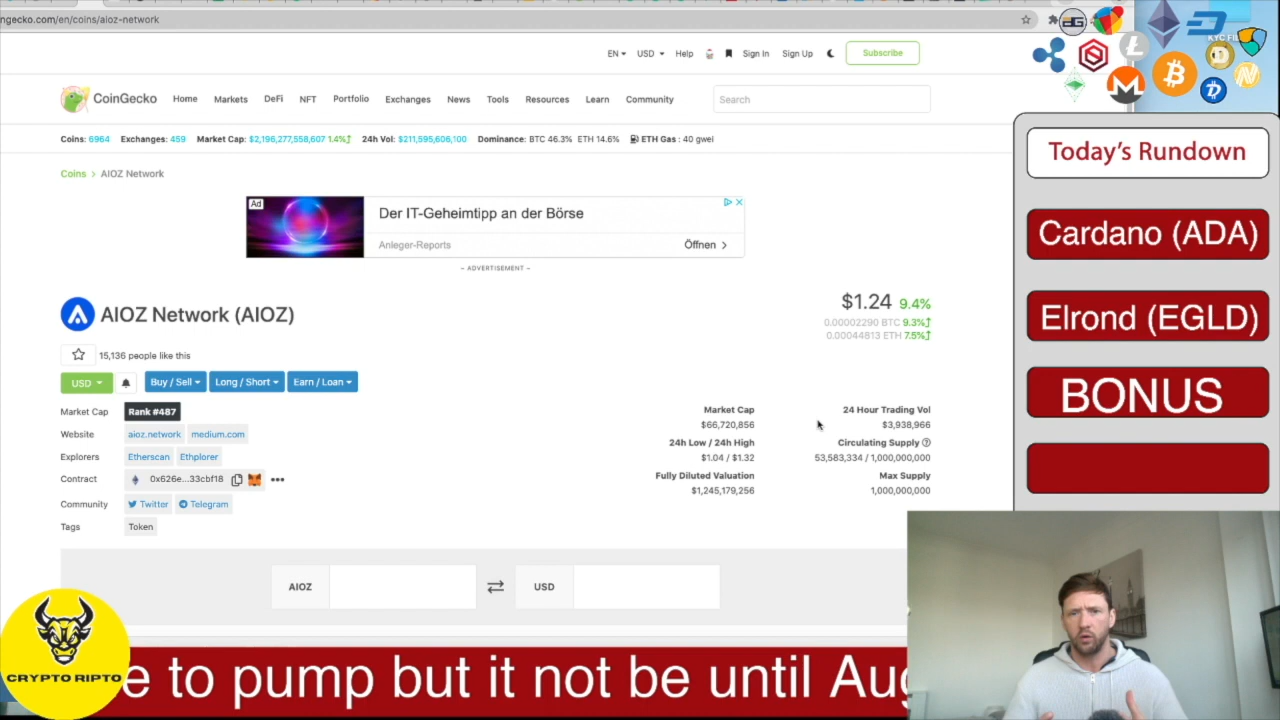 ngecko.com/en/coins/aioz-network
EN USD Help Sign In Sign Up Subscribe
CoinGecko Home Markets DeFi NFT Portfolio Exchanges News Tools Resources Learn Community Search
Coins: 6964 Exchanges: 459 Market Cap: $2,196,277,558,607 1.4% 24h Vol: $211,595,606,100 Dominance: BTC 46.3% ETH 14.6% ETH Gas : 40 gwei
Coins > AIOZ Network
Ad
Der IT-Geheimtipp an der Börse
Anleger-Reports Öffnen >
– ADVERTISEMENT –
AIOZ Network (AIOZ)
$1.24 9.4%
0.00002290 BTC 9.3%
0.00044813 ETH 7.5%
15,136 people like this
USD Buy / Sell Long / Short Earn / Loan
Market Cap Rank #487
Website aioz.network medium.com
Explorers Etherscan Ethplorer
Contract 0x626e...33cbf18
Community Twitter Telegram
Tags Token
Market Cap 24 Hour Trading Vol
$66,720,856 $3,938,966
24h Low / 24h High Circulating Supply
$1.04 / $1.32 53,583,334 / 1,000,000,000
Fully Diluted Valuation Max Supply
$1,245,179,256 1,000,000,000
AIOZ USD
Today's Rundown
Cardano (ADA)
Elrond (EGLD)
BONUS
CRYPTO RIPTO
e to pump but it not be until Aug